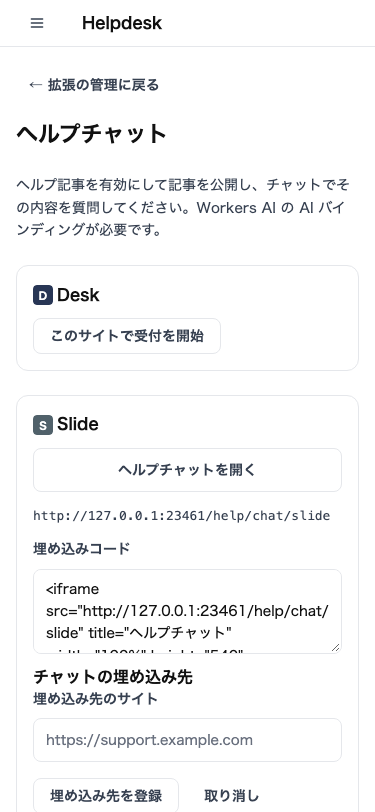 Helpdesk
← 拡張の管理に戻る
ヘルプチャット
ヘルプ記事を有効にして記事を公開し、チャットでそ
の内容を質問してください。Workers AI の AI バイ
ンディングが必要です。
D Desk
このサイトで受付を開始
S Slide
ヘルプチャットを開く
http://127.0.0.1:23461/help/chat/slide
埋め込みコード
<iframe
src="http://127.0.0.1:23461/help/chat/
slide" title="ヘルプチャット"
チャットの埋め込み先
埋め込み先のサイト
https://support.example.com
埋め込み先を登録 取り消し